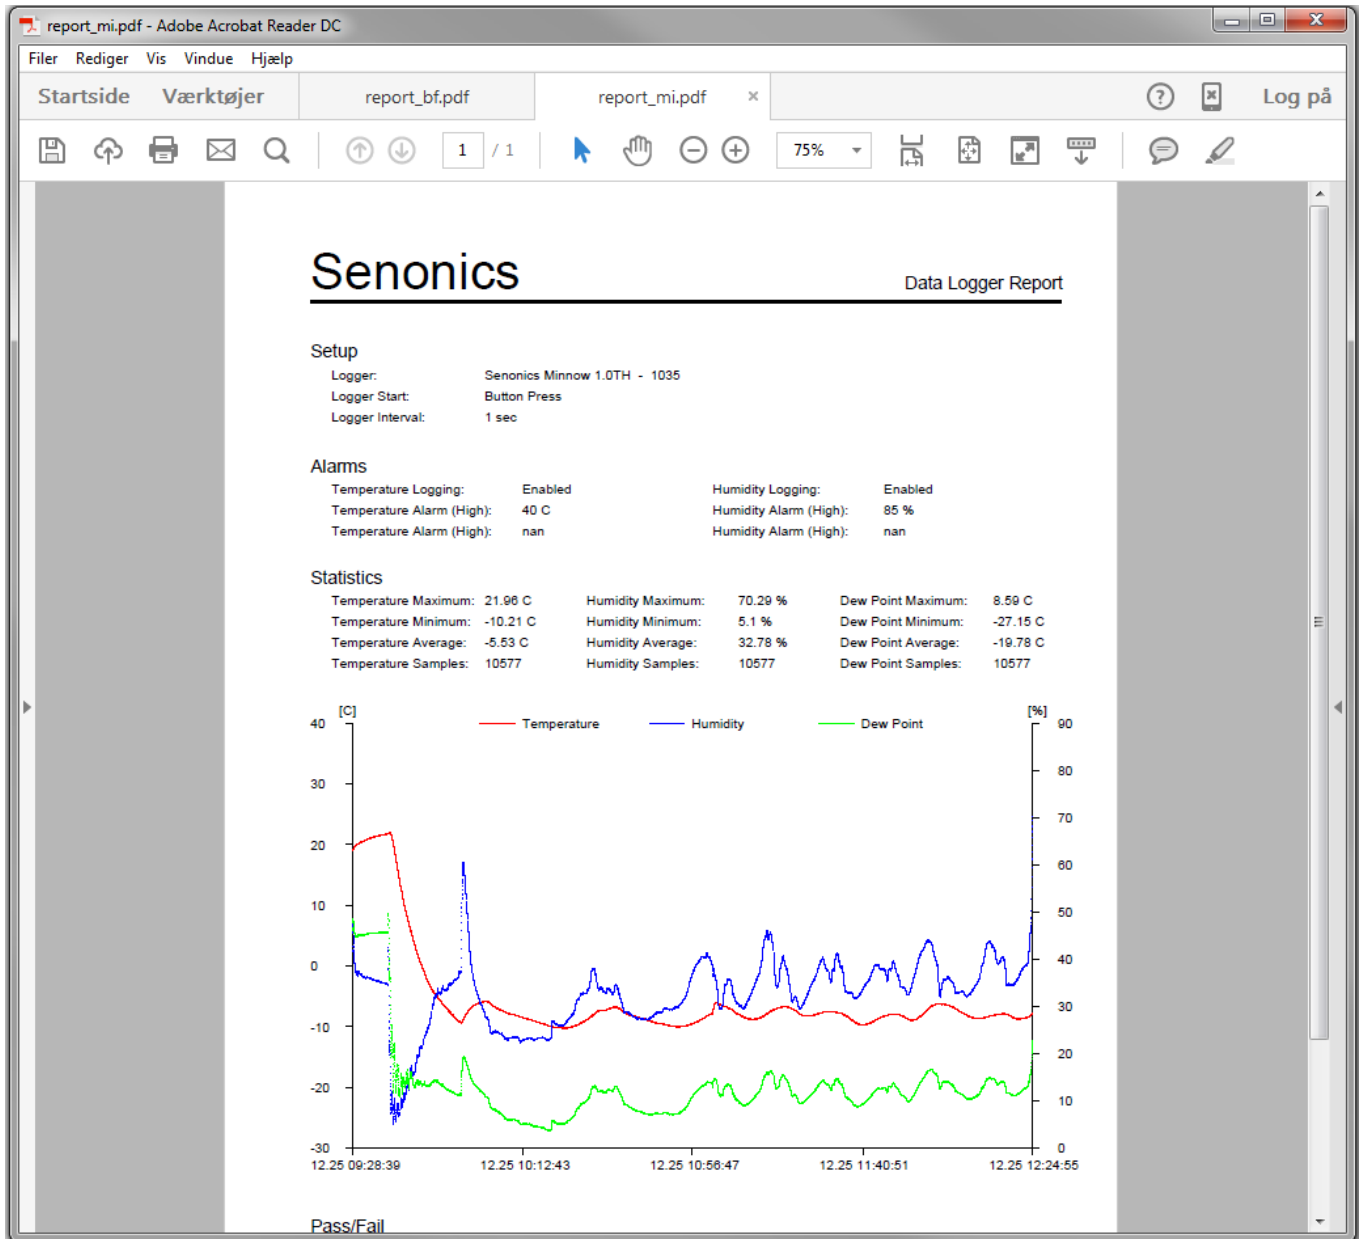 report_mi.pdf - Adobe Acrobat Reader DC
Filer Rediger Vis Vindue Hjælp
Startside Værktøjer report_bf.pdf report_mi.pdf × Log på
1 / 1 75%
Senonics Data Logger Report
Setup
Logger: Senonics Minnow 1.0TH - 1035
Logger Start: Button Press
Logger Interval: 1 sec
Alarms
Temperature Logging: Enabled Humidity Logging: Enabled
Temperature Alarm (High): 40 C Humidity Alarm (High): 85 %
Temperature Alarm (High): nan Humidity Alarm (High): nan
Statistics
Temperature Maximum: 21.96 C Humidity Maximum: 70.29 % Dew Point Maximum: 8.59 C
Temperature Minimum: -10.21 C Humidity Minimum: 5.1 % Dew Point Minimum: -27.15 C
Temperature Average: -5.53 C Humidity Average: 32.78 % Dew Point Average: -19.78 C
Temperature Samples: 10577 Humidity Samples: 10577 Dew Point Samples: 10577
[C] [%]
40 Temperature Humidity Dew Point 90
80
30
70
20
60
10
50
0 40
30
-10
20
-20
10
-30 0
12.25 09:28:39 12.25 10:12:43 12.25 10:56:47 12.25 11:40:51 12.25 12:24:55
Pass/Fail